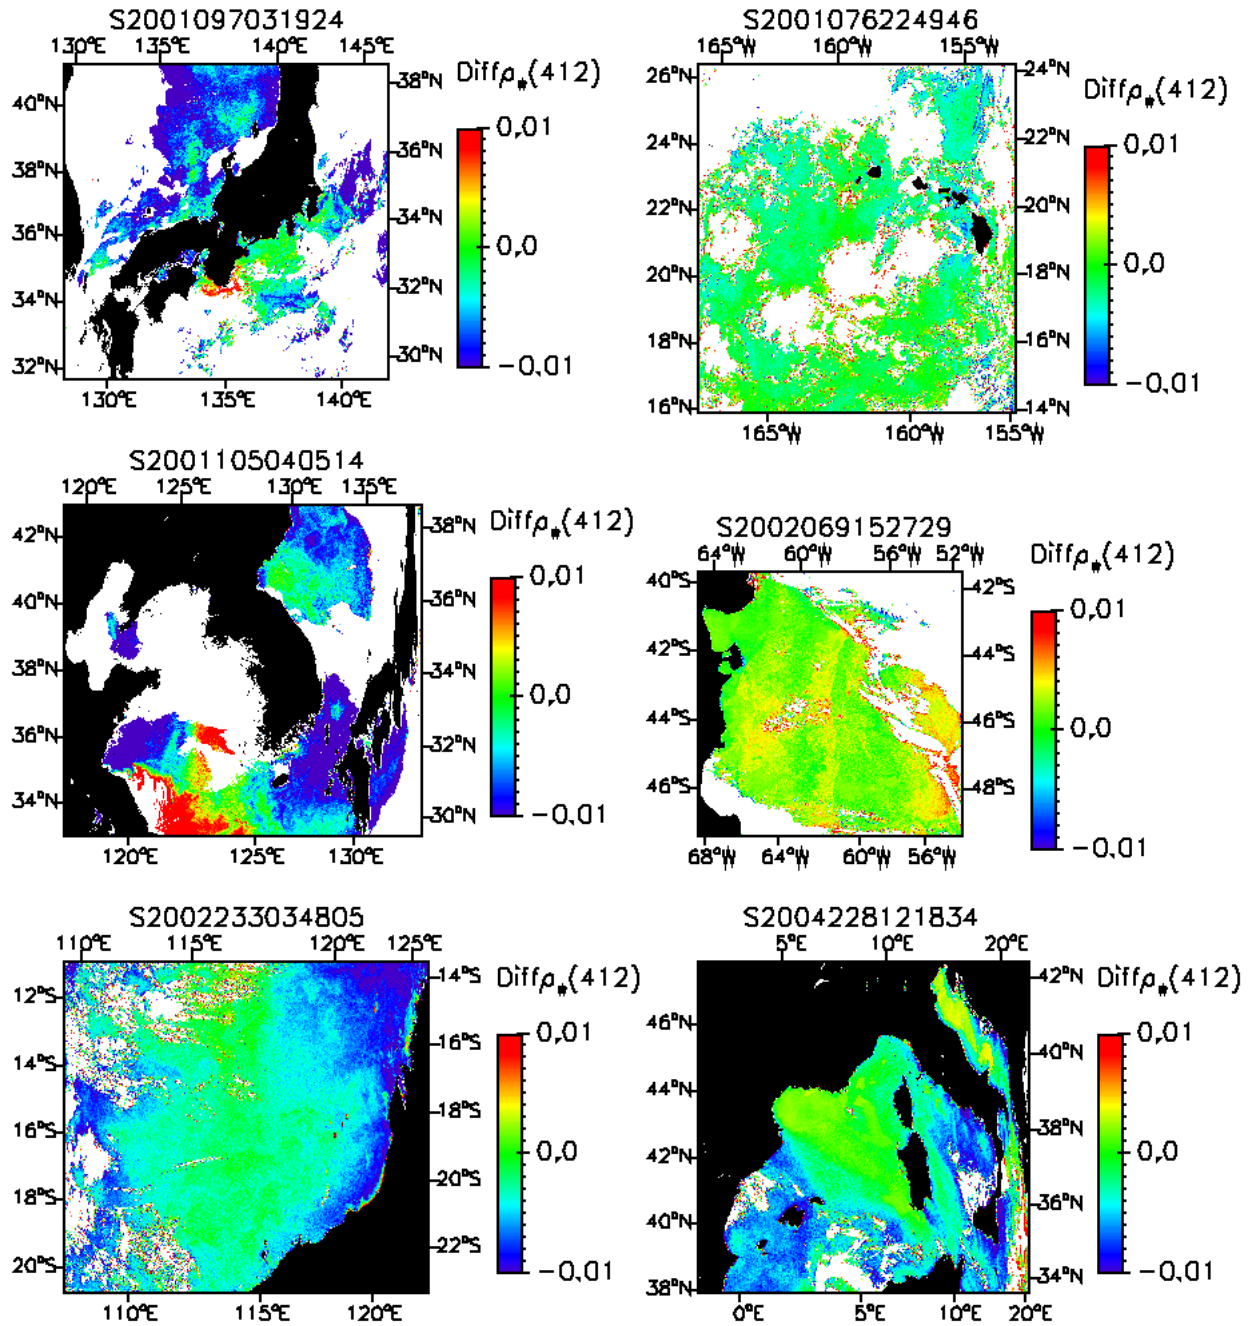 S2001097031924
130°E 135°E 140°E 145°E
40°N 38°N 36°N 34°N 32°N
38°N 36°N 34°N 32°N 30°N
130°E 135°E 140°E
Diffρw(412)
0,01
0,0
-0,01
S2001076224946
165°W 160°W 155°W
26°N 24°N 22°N 20°N 18°N 16°N
24°N 22°N 20°N 18°N 16°N 14°N
165°W 160°W 155°W
Diffρw(412)
0,01
0,0
-0,01
S2001105040514
120°E 125°E 130°E 135°E
42°N 40°N 38°N 36°N 34°N
38°N 36°N 34°N 32°N 30°N
120°E 125°E 130°E
Diffρw(412)
0,01
0,0
-0,01
S2002069152729
64°W 60°W 56°W 52°W
40°S 42°S 44°S 46°S
42°S 44°S 46°S 48°S
68°W 64°W 60°W 56°W
Diffρw(412)
0,01
0,0
-0,01
S2002233034805
110°E 115°E 120°E 125°E
12°S 14°S 16°S 18°S 20°S
14°S 16°S 18°S 20°S 22°S
110°E 115°E 120°E
Diffρw(412)
0,01
0,0
-0,01
S2004228121834
5°E 10°E 20°E
46°N 44°N 42°N 40°N 38°N
42°N 40°N 38°N 36°N 34°N
0°E 5°E 10°E 20°E
Diffρw(412)
0,01
0,0
-0,01